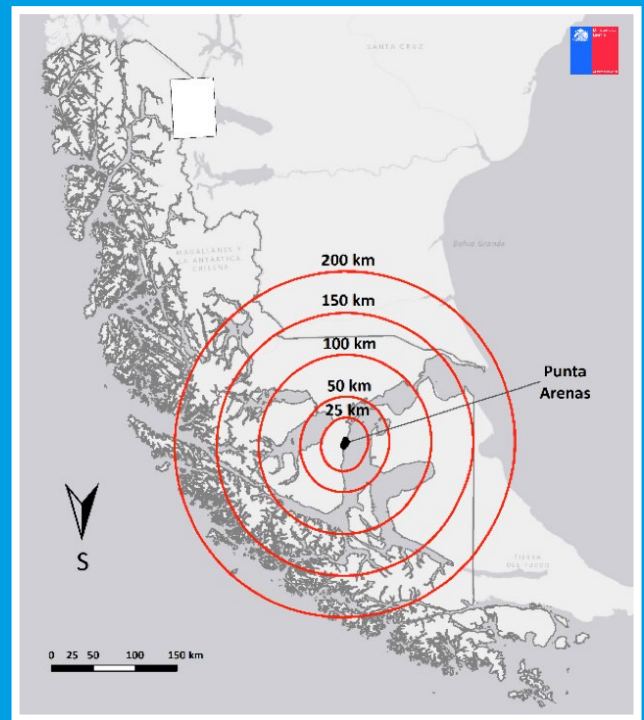 SANTA CRUZ
Bahía Grande
MAGALLANES Y
LA ANTÁRTICA
CHILENA
200 km
150 km
100 km
50 km
25 km
Punta
Arenas
S
TIERRA
DEL FUEGO
0 25 50 100 150 km